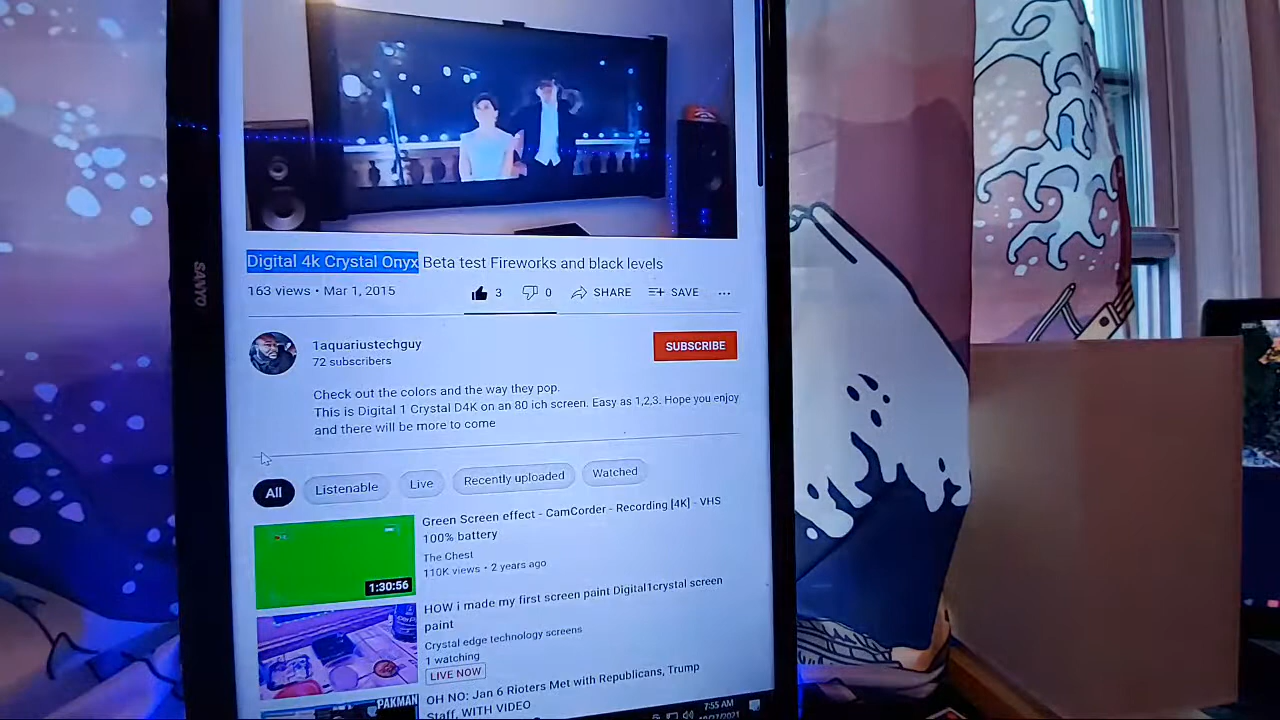 SANYO
Digital 4k Crystal Onyx Beta test Fireworks and black levels
163 views • Mar 1, 2015
3
0
SHARE
SAVE
...
1aquariustechguy
72 subscribers
SUBSCRIBE
Check out the colors and the way they pop.
This is Digital 1 Crystal D4K on an 80 ich screen. Easy as 1,2,3. Hope you enjoy
and there will be more to come
All
Listenable
Live
Recently uploaded
Watched
1:30:56
Green Screen effect - CamCorder - Recording [4K] - VHS
100% battery
The Chest
110K views • 2 years ago
HOW i made my first screen paint Digital1crystal screen
paint
Crystal edge technology screens
1 watching
LIVE NOW
PAKMAN
OH NO: Jan 6 Rioters Met with Republicans, Trump
Staff, WITH VIDEO
7:55 AM